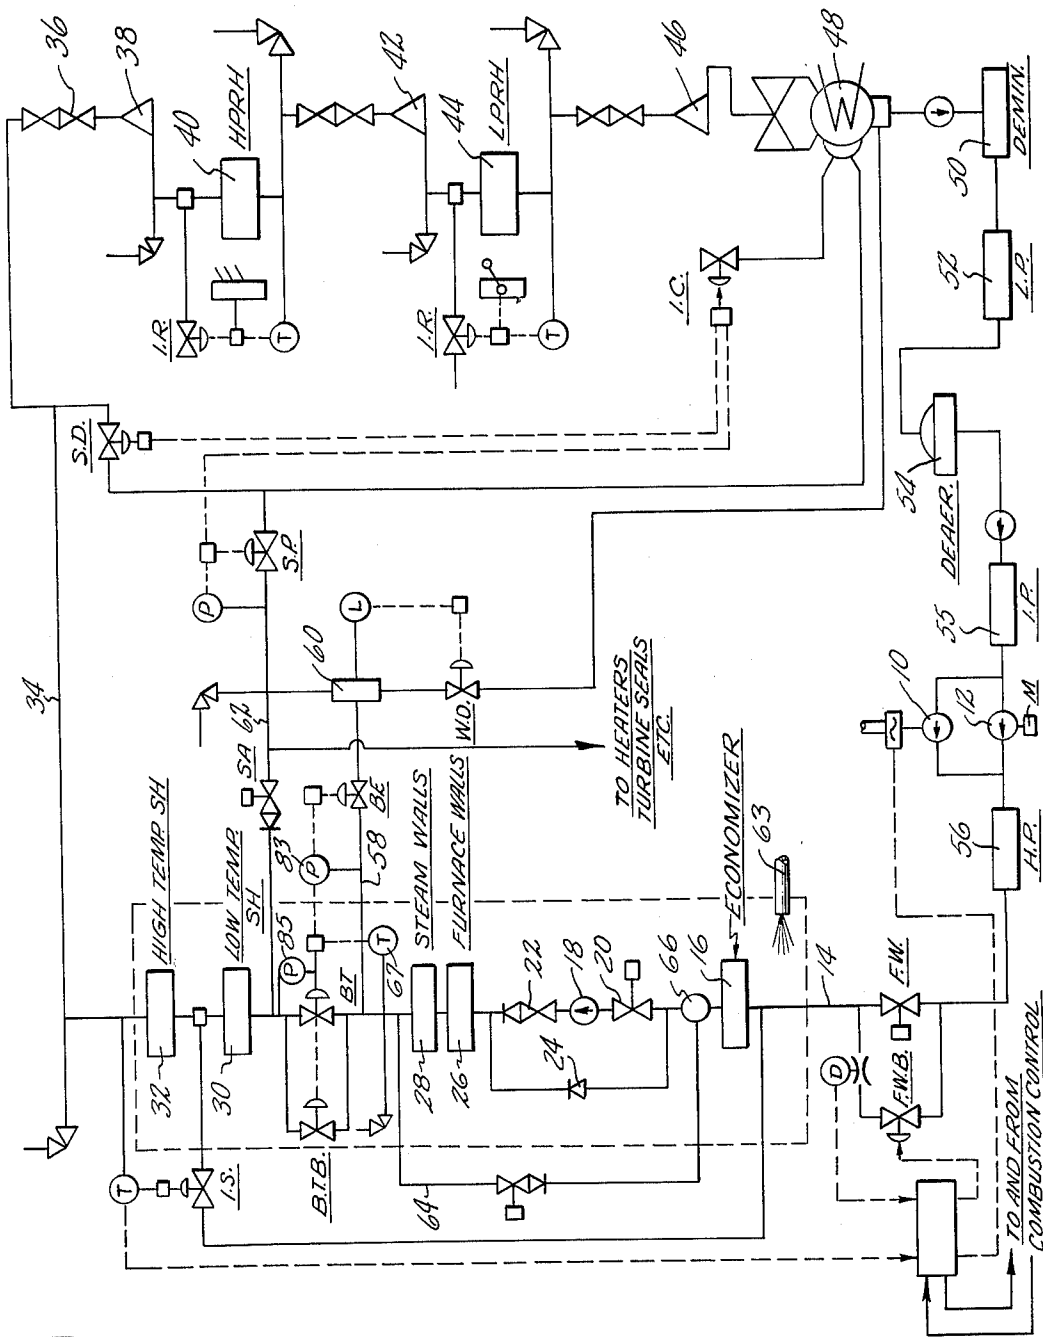 36
38
40
HPRH
I.R.
T
42
44
LPRH
I.R.
T
46
48
I.C.
50
DEMIN.
52
L.P.
54
DEAER.
55
I.P.
10
12
M
56
H.P.
34
S.D.
S.P.
P
L
60
62
SA
W.D.
BE
TO HEATERS
TURBINE SEALS
ETC.
HIGH TEMP. SH
LOW TEMP.
SH
83
P
85
P
58
BT
T
67
STEAM WALLS
FURNACE WALLS
ECONOMIZER
63
32
30
28
26
22
18
20
66
16
24
14
F.W.
D
F.W.B.
T
I.S.
B.T.B.
64
TO AND FROM
COMBUSTION CONTROL